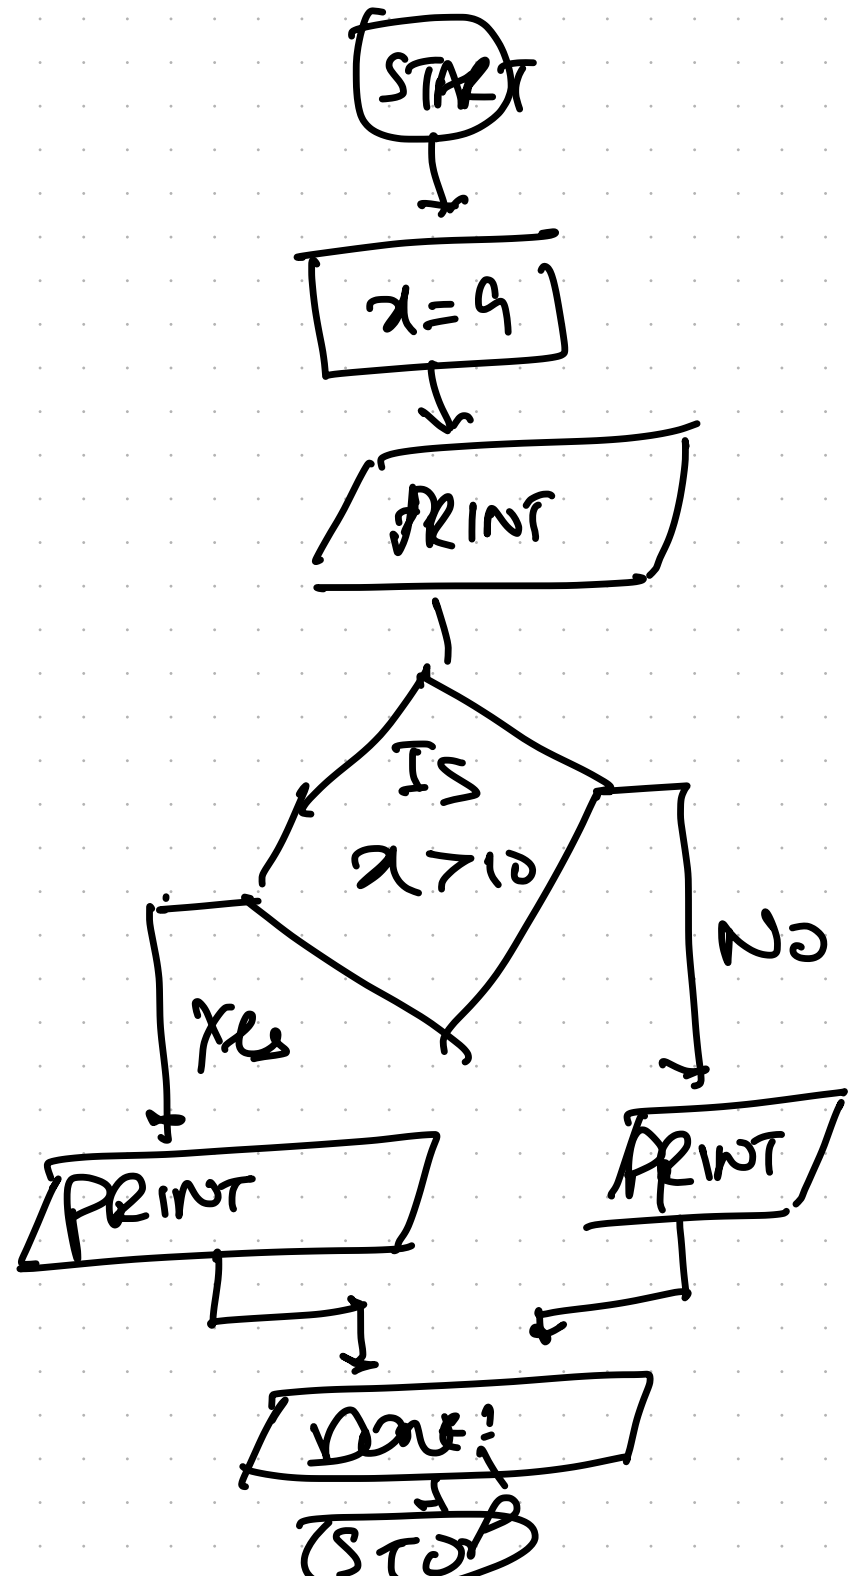 START
x = 9
PRINT
IS
x > 10
No
Yes
PRINT
PRINT
DONE!
STOP